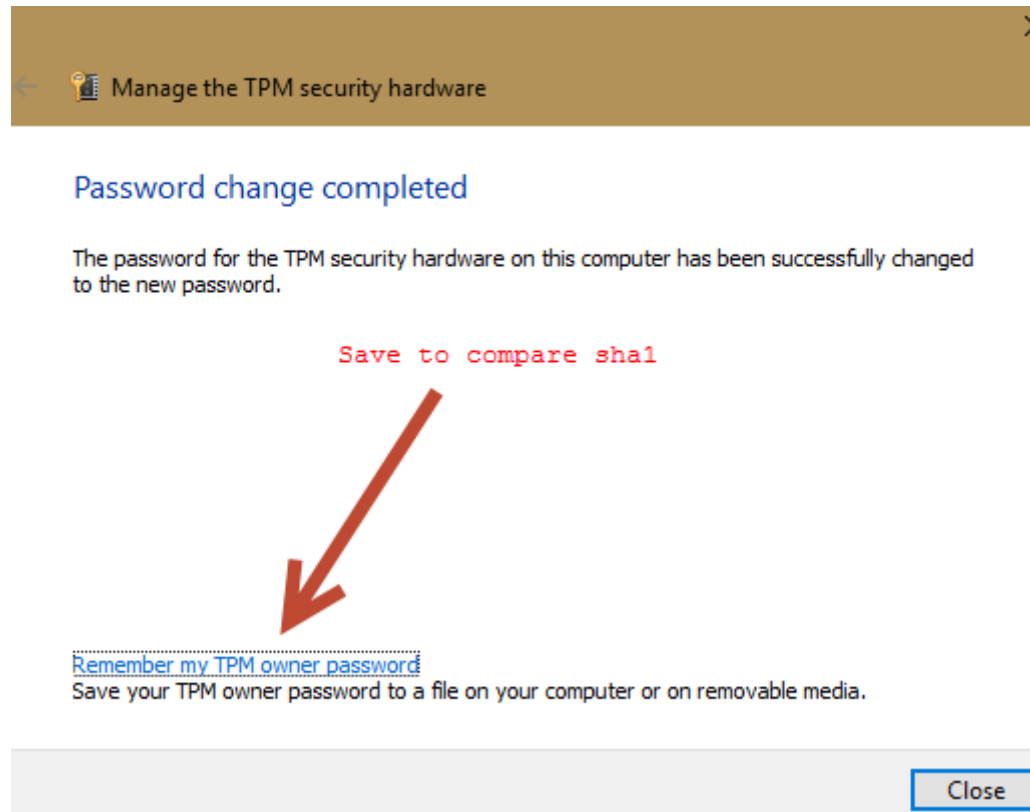 Manage the TPM security hardware
Password change completed
The password for the TPM security hardware on this computer has been successfully changed
to the new password.
Save to compare sha1
Remember my TPM owner password
Save your TPM owner password to a file on your computer or on removable media.
Close